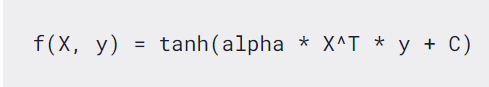 f(X, y) = tanh(alpha * X^T * y + C)